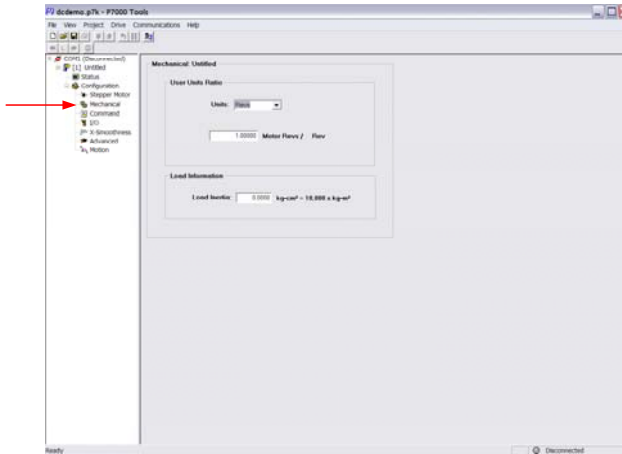 dcdemo.p7k - P7000 Tools
File View Project Drive Communications Help
COM1 (Disconnected)
[1] Untitled
Status
Configuration
Stepper Motor
Mechanical
Command
I/O
X-Smoothness
Advanced
Motion
Mechanical: Untitled
User Units Ratio
Units: Revs
1.00000 Motor Revs / Rev
Load Information
Load Inertia: 0.0000 kg-cm² = 10,000 x kg-m²
Ready
Disconnected